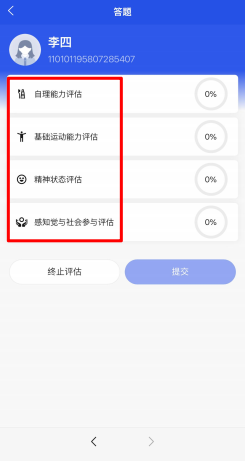 答题
李四
110101195807285407
自理能力评估 0%
基础运动能力评估 0%
精神状态评估 0%
感知觉与社会参与评估 0%
终止评估 提交